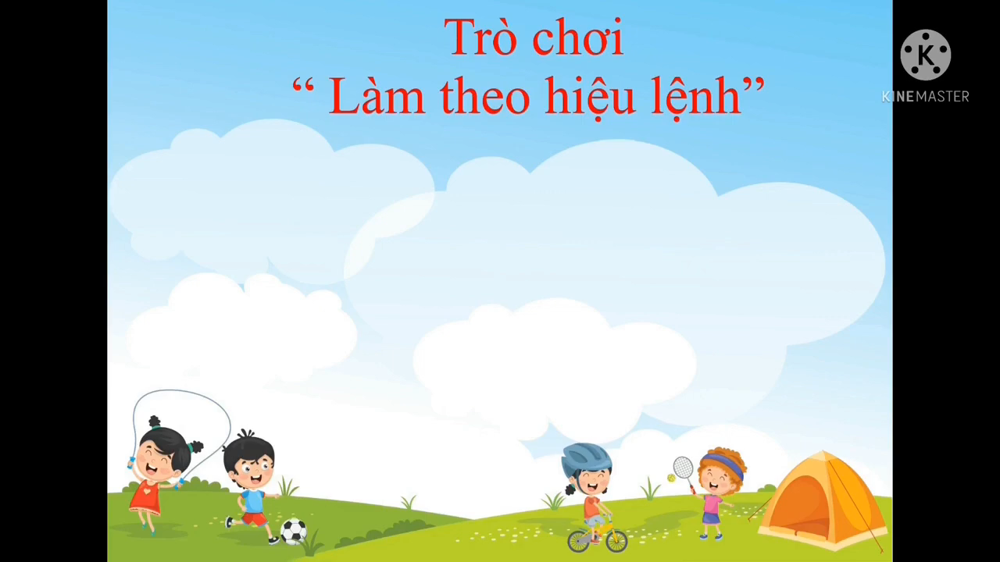 Trò chơi
“ Làm theo hiệu lệnh”
K
KINEMASTER